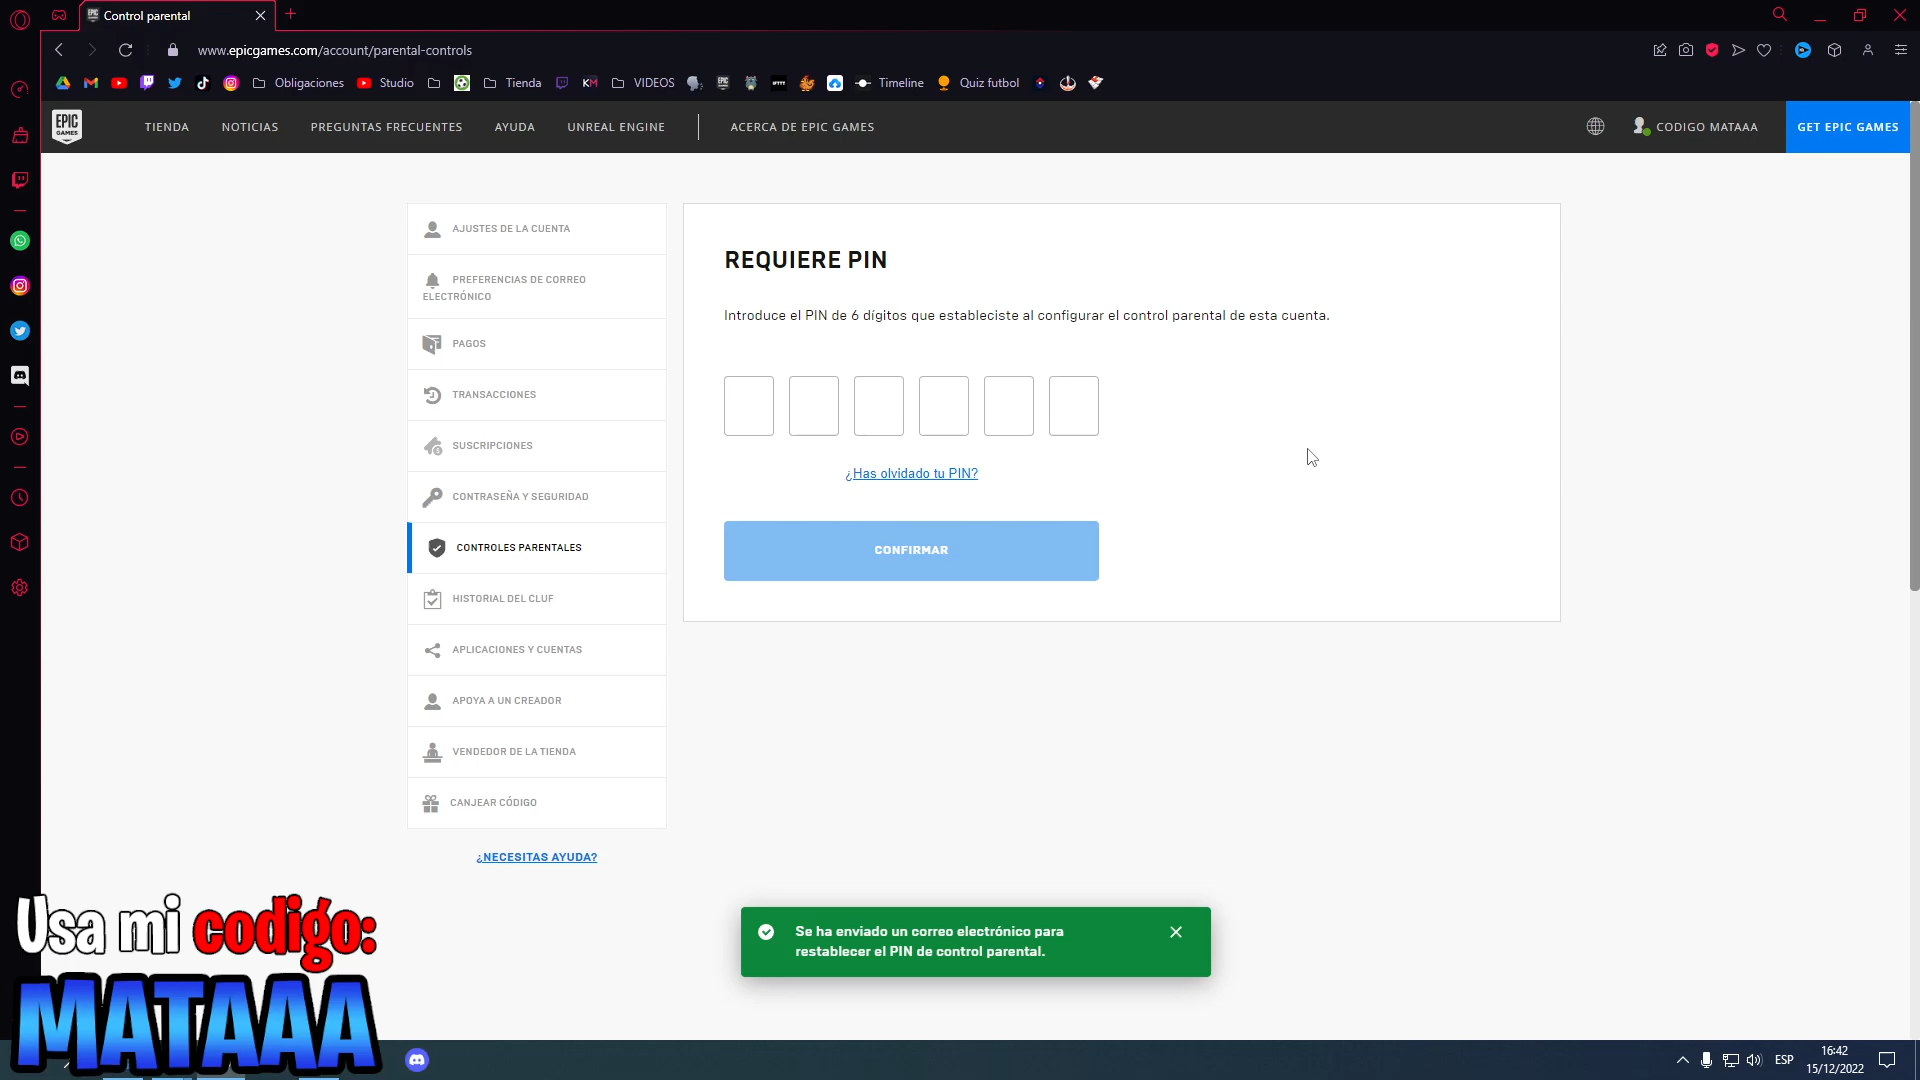 Control parental
www.epicgames.com/account/parental-controls
Obligaciones
Studio
Tienda
KM
VIDEOS
Timeline
Quiz futbol
EPIC GAMES
TIENDA
NOTICIAS
PREGUNTAS FRECUENTES
AYUDA
UNREAL ENGINE
ACERCA DE EPIC GAMES
CODIGO MATAAA
GET EPIC GAMES
AJUSTES DE LA CUENTA
PREFERENCIAS DE CORREO
ELECTRÓNICO
PAGOS
TRANSACCIONES
SUSCRIPCIONES
CONTRASEÑA Y SEGURIDAD
CONTROLES PARENTALES
HISTORIAL DEL CLUF
APLICACIONES Y CUENTAS
APOYA A UN CREADOR
VENDEDOR DE LA TIENDA
CANJEAR CÓDIGO
¿NECESITAS AYUDA?
REQUIERE PIN
Introduce el PIN de 6 dígitos que estableciste al configurar el control parental de esta cuenta.
¿Has olvidado tu PIN?
CONFIRMAR
Se ha enviado un correo electrónico para
restablecer el PIN de control parental.
Usa mi codigo:
MATAAA
ESP
16:42
15/12/2022